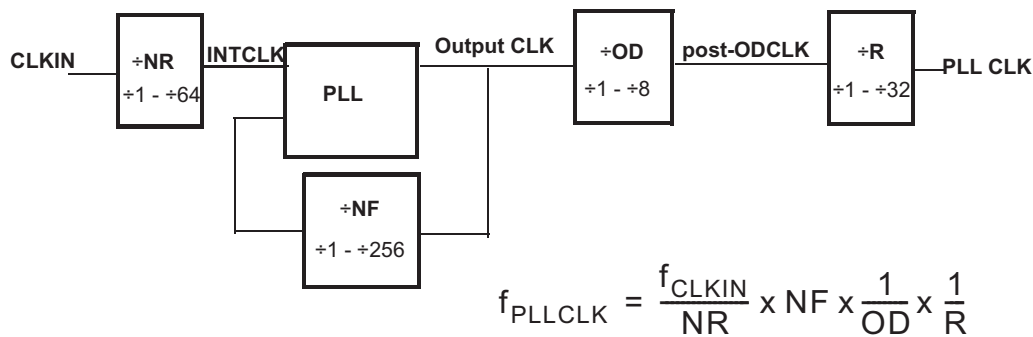 CLKIN
÷NR
÷1 - ÷64
INTCLK
PLL
Output CLK
÷OD
÷1 - ÷8
post-ODCLK
÷R
÷1 - ÷32
PLL CLK
÷NF
÷1 - ÷256
f_PLLCLK = f_CLKIN/NR x NF x 1/OD x 1/R